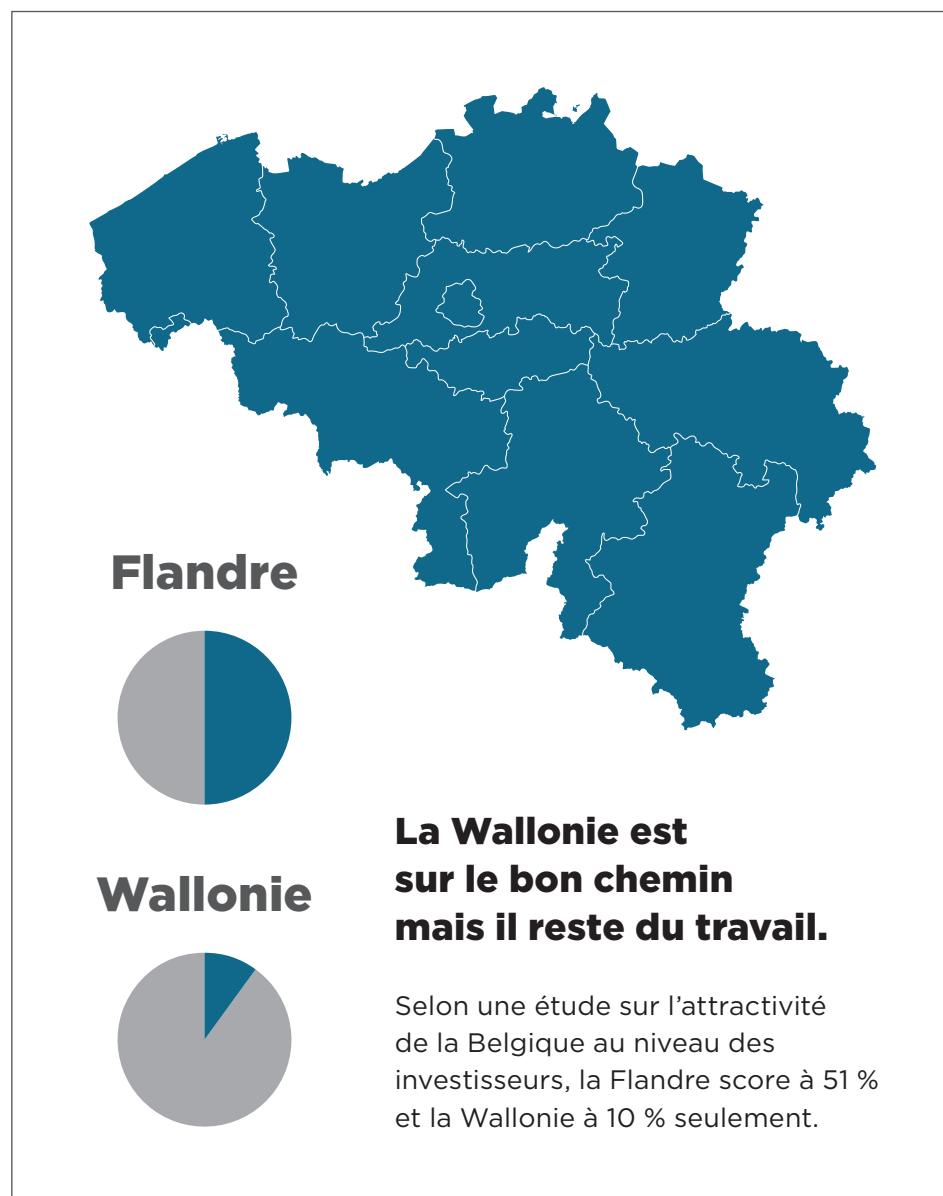 Flandre
Wallonie
La Wallonie est
sur le bon chemin
mais il reste du travail.
Selon une étude sur l’attractivité
de la Belgique au niveau des
investisseurs, la Flandre score à 51 %
et la Wallonie à 10 % seulement.